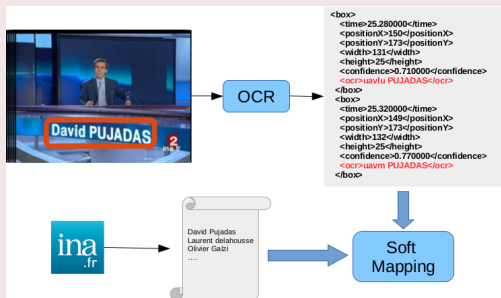 David PUJADAS
2
ina.fr
OCR
<box>
<time>25.280000</time>
<positionX>150</positionX>
<positionY>173</positionY>
<width>131</width>
<height>25</height>
<confidence>0.710000</confidence>
<ocr>uavlu PUJADAS</ocr>
</box>
<box>
<time>25.320000</time>
<positionX>149</positionX>
<positionY>173</positionY>
<width>132</width>
<height>25</height>
<confidence>0.770000</confidence>
<ocr>uavm PUJADAS</ocr>
</box>
ina
.fr
David Pujadas
Laurent delahousse
Olivier Galzi
....
Soft
Mapping